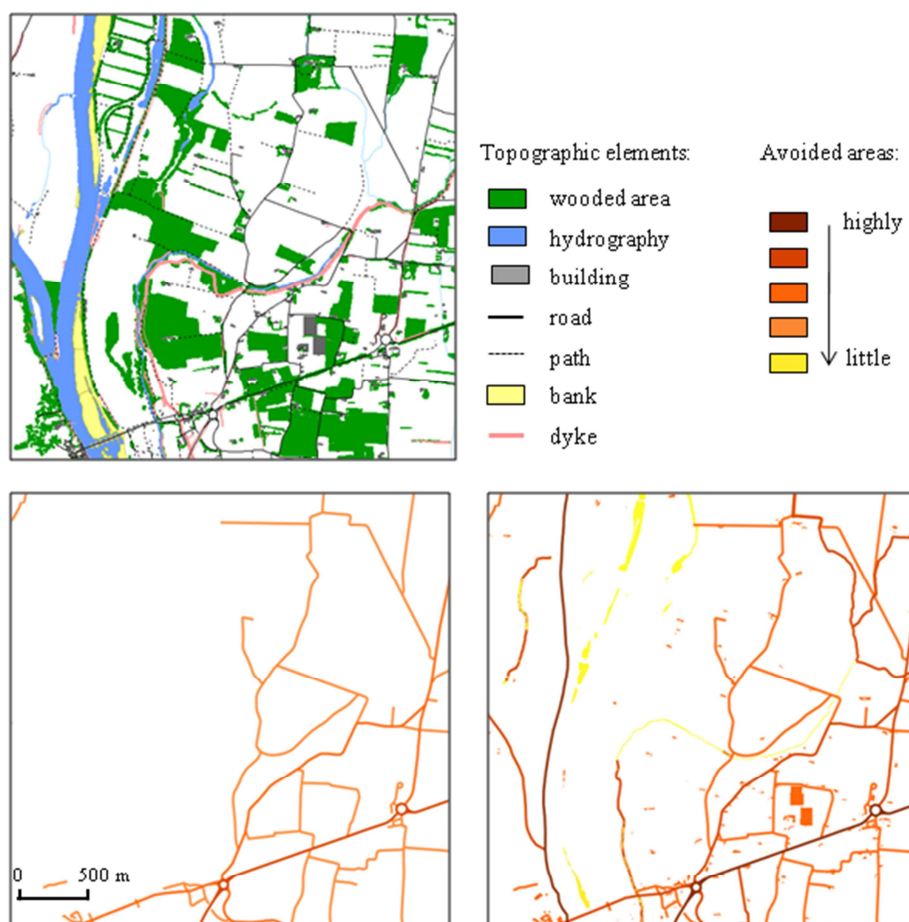 Topographic elements:
wooded area
hydrography
building
road
path
bank
dyke
Avoided areas:
highly
little
0 500 m